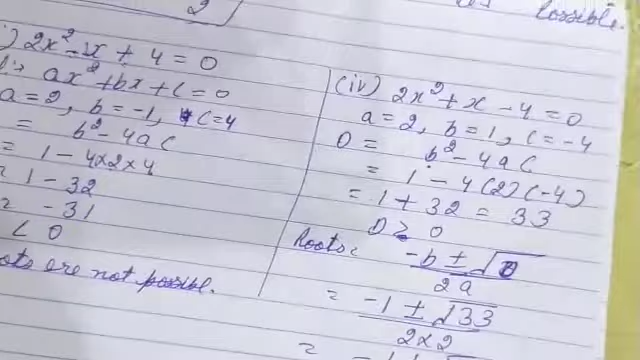 2
possible.
) 2x² - x + 4 = 0
ax² + bx + c = 0
a = 2, b = -1, c = 4
= b² - 4ac
= 1 - 4×2×4
= 1 - 32
= -31
< 0
ots are not possible.
(iv) 2x² + x - 4 = 0
a = 2, b = 1, c = -4
D = b² - 4ac
= 1 - 4(2)(-4)
= 1 + 32 = 33
D ≥ 0
Roots = -b ± √D / 2a
= -1 ± √33 / 2×2
=